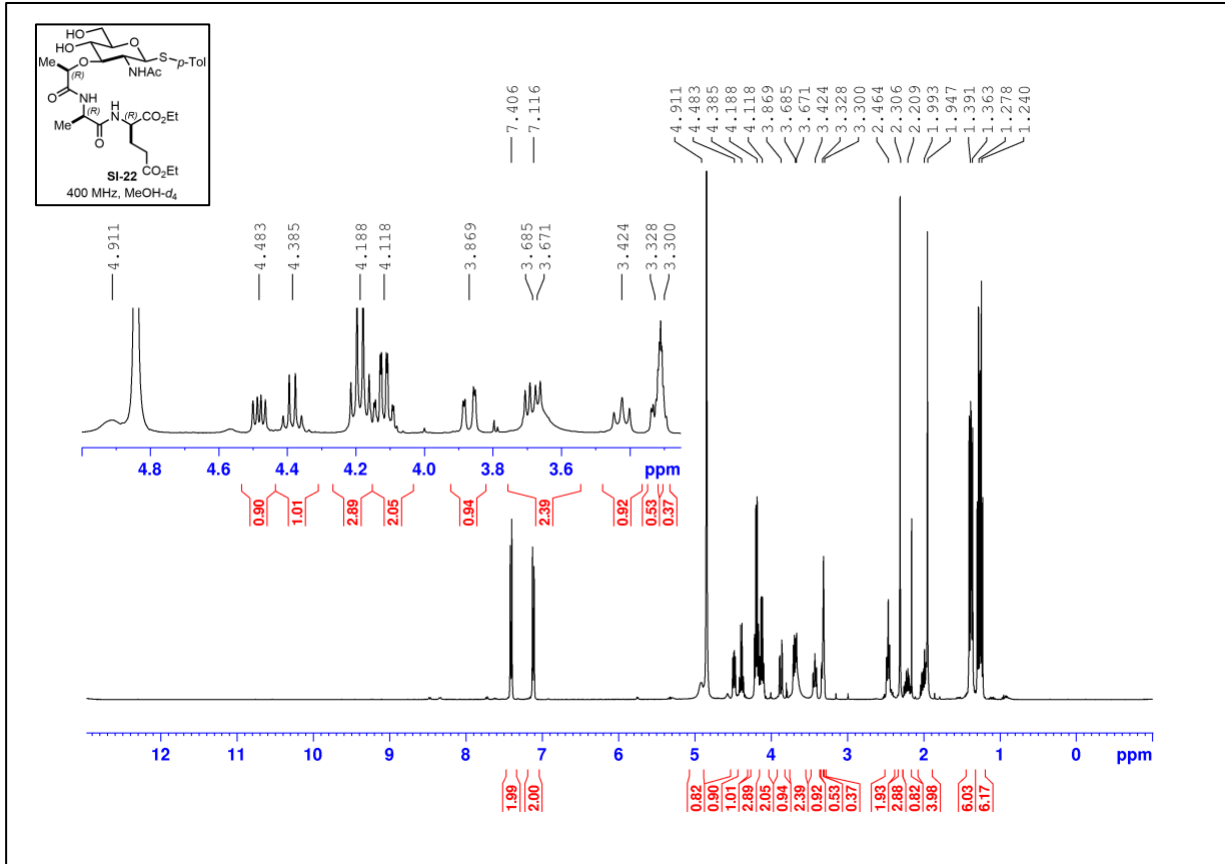 HO
O
HO
S
p-Tol
Me
O
NHAc
(R)
O
N
H
(R)
H
N
(R)
CO₂Et
Me
O
CO₂Et
SI-22
400 MHz, MeOH-d₄
7.406
7.116
4.911
4.483
4.385
4.188
4.118
3.869
3.685
3.671
3.424
3.328
3.300
2.464
2.306
2.209
1.993
1.947
1.391
1.363
1.278
1.240
4.911
4.483
4.385
4.188
4.118
3.869
3.685
3.671
3.424
3.328
3.300
4.8 4.6 4.4 4.2 4.0 3.8 3.6 ppm
0.90 1.01 2.89 2.05 0.94 2.39 0.92 0.53 0.37
12 11 10 9 8 7 6 5 4 3 2 1 0 ppm
1.99 2.00 0.82 0.90 1.01 2.89 2.05 0.94 2.39 0.92 0.53 0.37 1.93 2.88 0.82 3.98 6.03 6.17